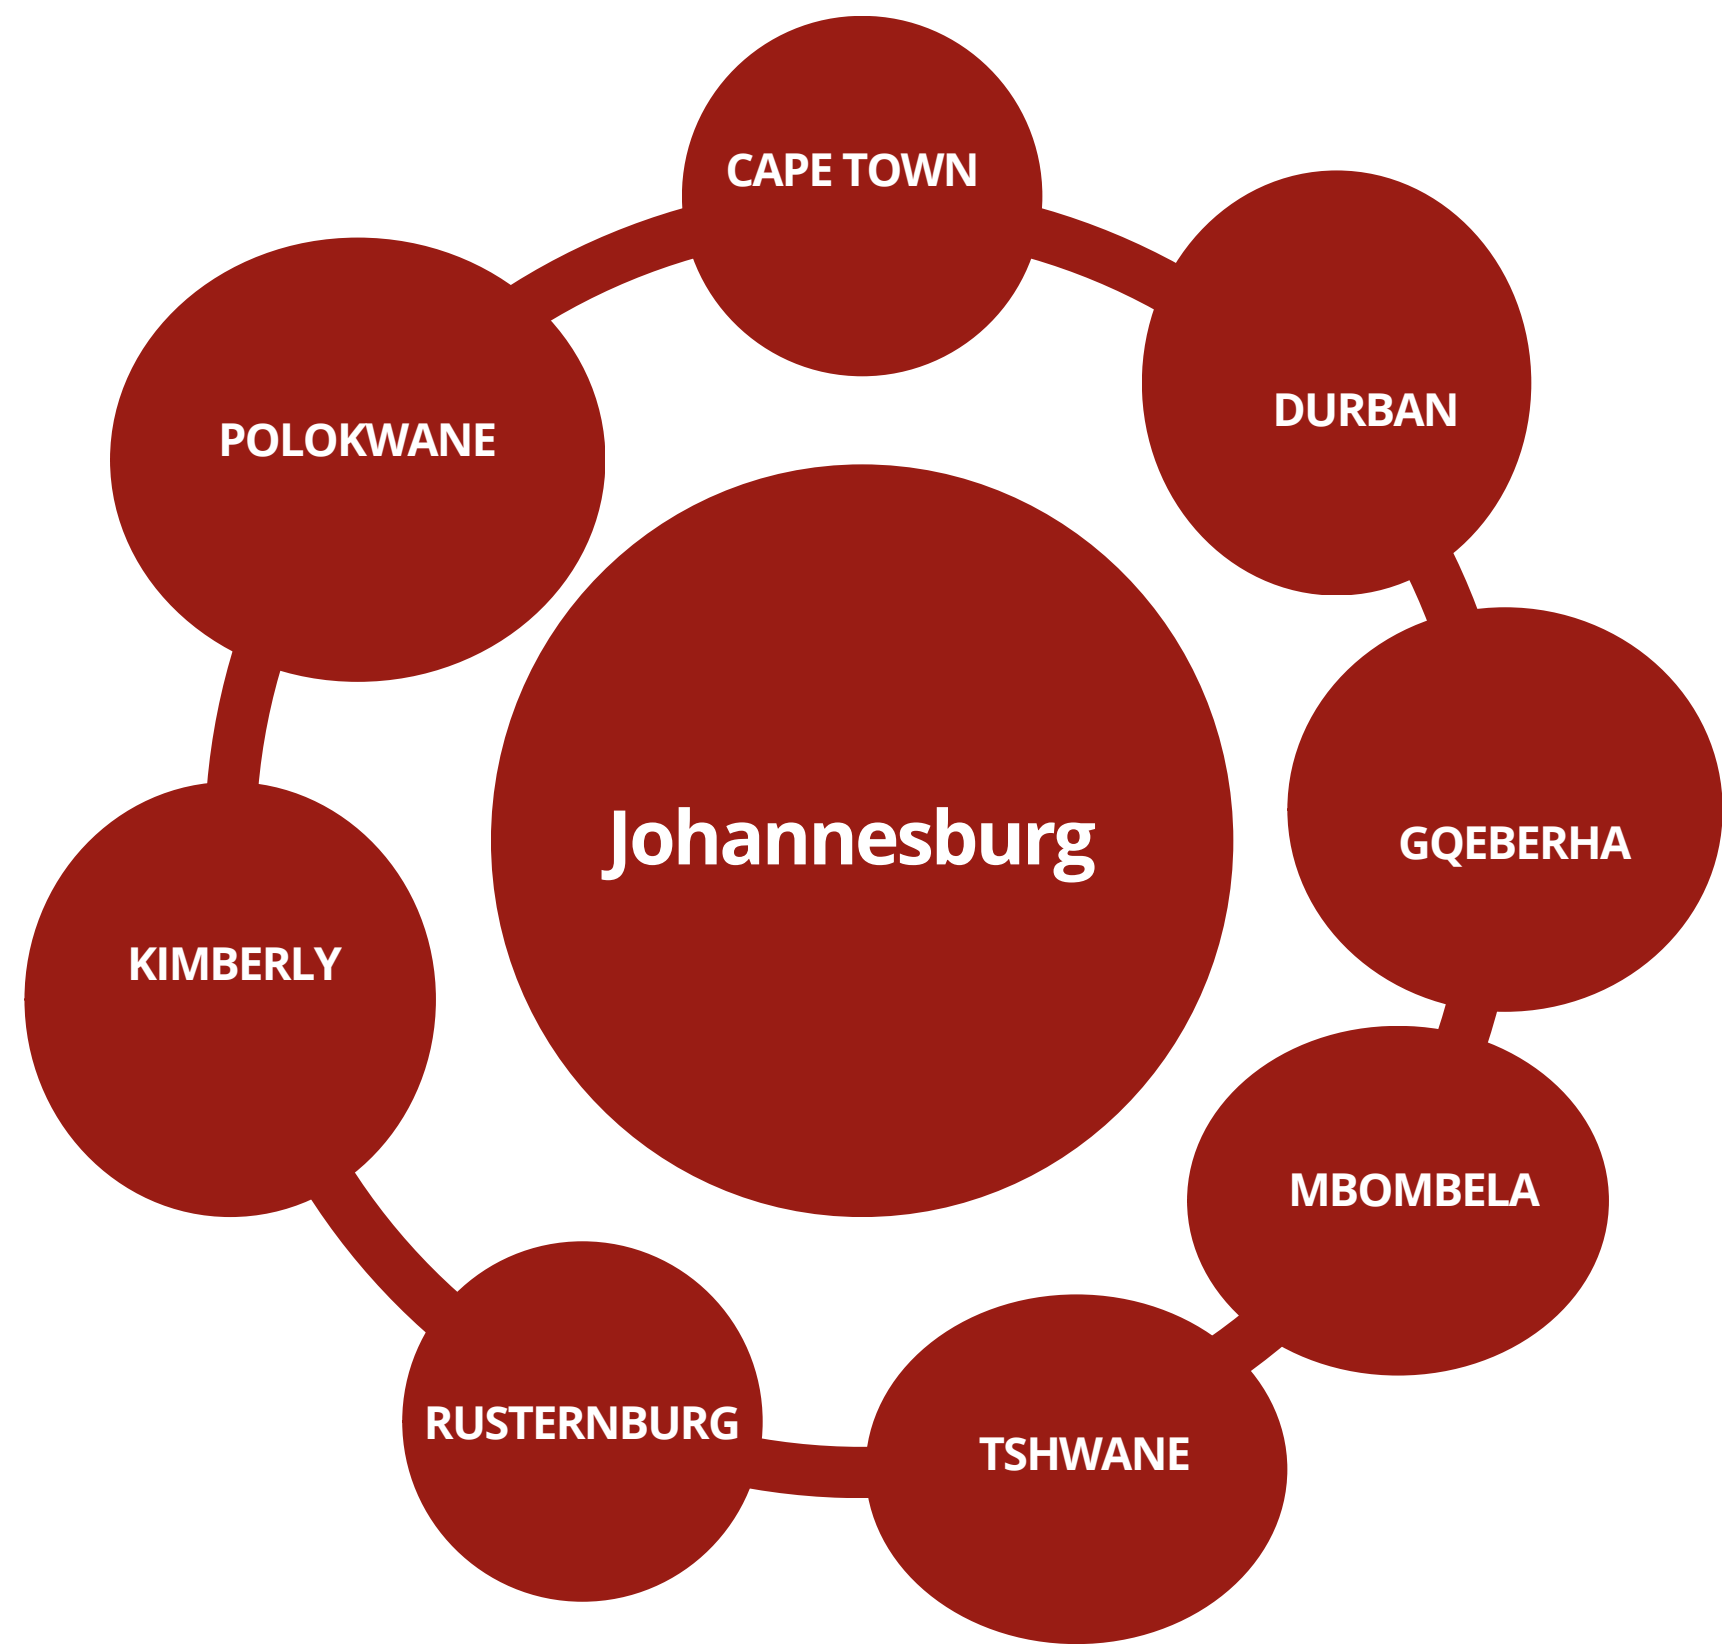 CAPE TOWN
DURBAN
POLOKWANE
Johannesburg
GQEBERHA
KIMBERLY
MBOMBELA
RUSTERNBURG
TSHWANE